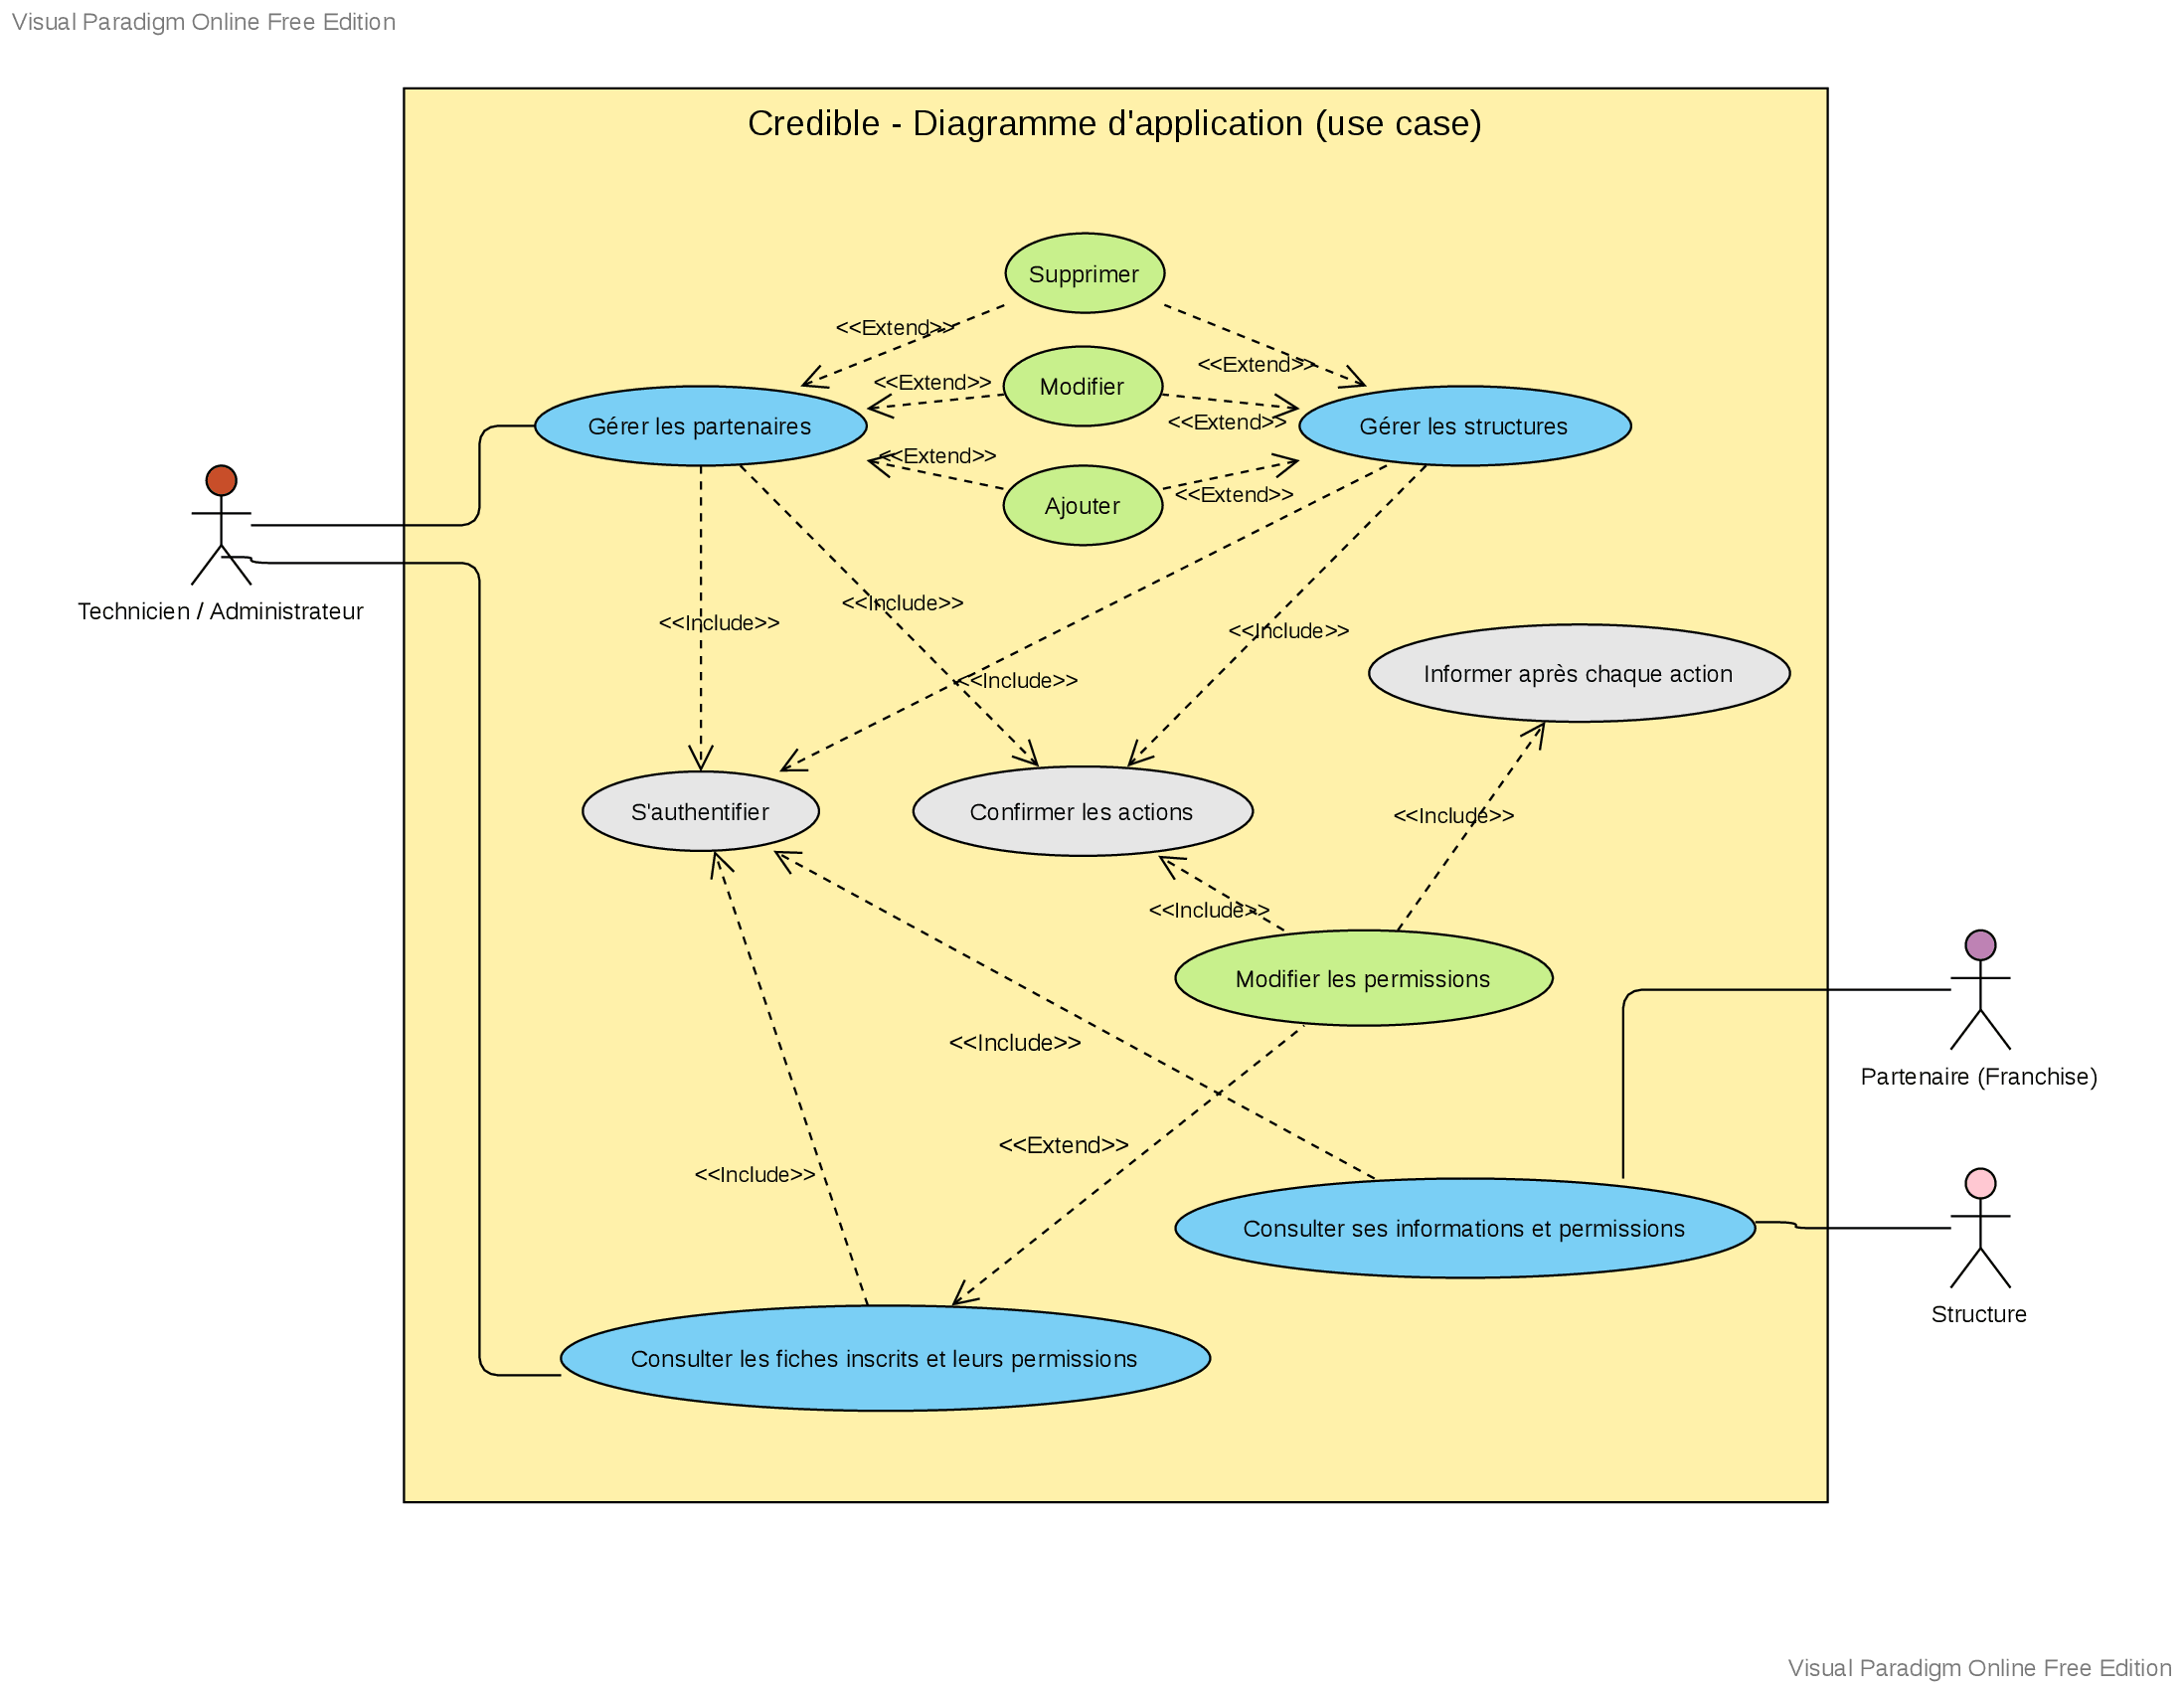 Visual Paradigm Online Free Edition
Credible - Diagramme d'application (use case)
Supprimer
<<Extend>>
<<Extend>>
Modifier
<<Extend>>
<<Extend>>
Gérer les partenaires
Gérer les structures
<<Extend>>
Ajouter
<<Extend>>
Technicien / Administrateur
<<Include>>
<<Include>>
<<Include>>
<<Include>>
Informer après chaque action
S'authentifier
Confirmer les actions
<<Include>>
<<Include>>
Modifier les permissions
<<Include>>
Partenaire (Franchise)
<<Extend>>
<<Include>>
Consulter ses informations et permissions
Structure
Consulter les fiches inscrits et leurs permissions
Visual Paradigm Online Free Edition